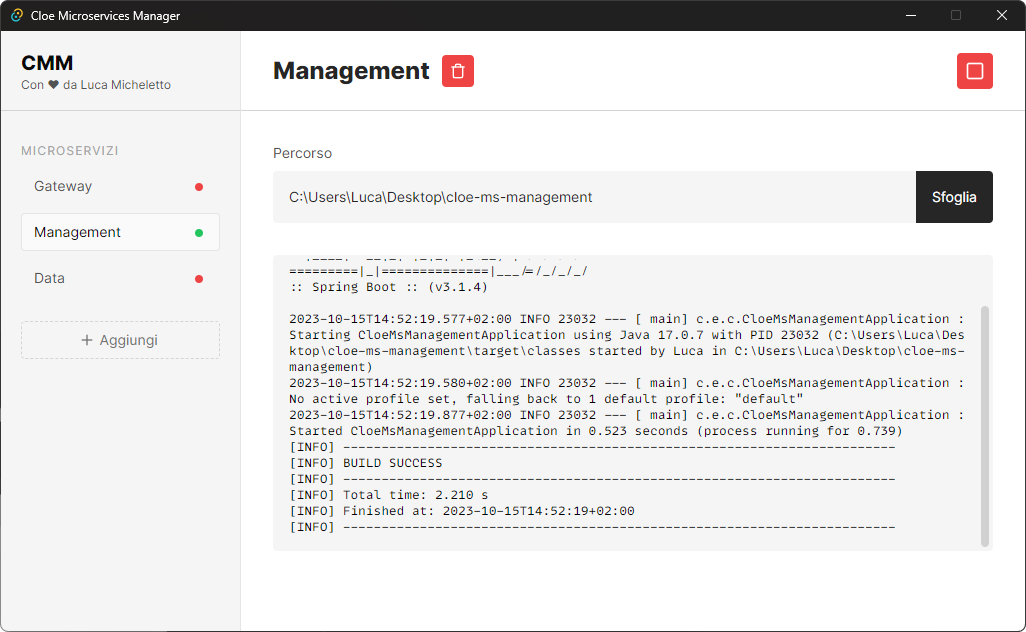 Cloe Microservices Manager
CMM
Con ❤ da Luca Micheletto
MICROSERVIZI
Gateway
Management
Data
+ Aggiungi
Management
Percorso
C:\Users\Luca\Desktop\cloe-ms-management
Sfoglia
=========|_|==============|___/=/_/_/_/
:: Spring Boot :: (v3.1.4)
2023-10-15T14:52:19.577+02:00 INFO 23032 --- [ main] c.e.c.CloeMsManagementApplication :
Starting CloeMsManagementApplication using Java 17.0.7 with PID 23032 (C:\Users\Luca\Des
ktop\cloe-ms-management\target\classes started by Luca in C:\Users\Luca\Desktop\cloe-ms-
management)
2023-10-15T14:52:19.580+02:00 INFO 23032 --- [ main] c.e.c.CloeMsManagementApplication :
No active profile set, falling back to 1 default profile: "default"
2023-10-15T14:52:19.877+02:00 INFO 23032 --- [ main] c.e.c.CloeMsManagementApplication :
Started CloeMsManagementApplication in 0.523 seconds (process running for 0.739)
[INFO] ------------------------------------------------------------------------
[INFO] BUILD SUCCESS
[INFO] ------------------------------------------------------------------------
[INFO] Total time: 2.210 s
[INFO] Finished at: 2023-10-15T14:52:19+02:00
[INFO] ------------------------------------------------------------------------